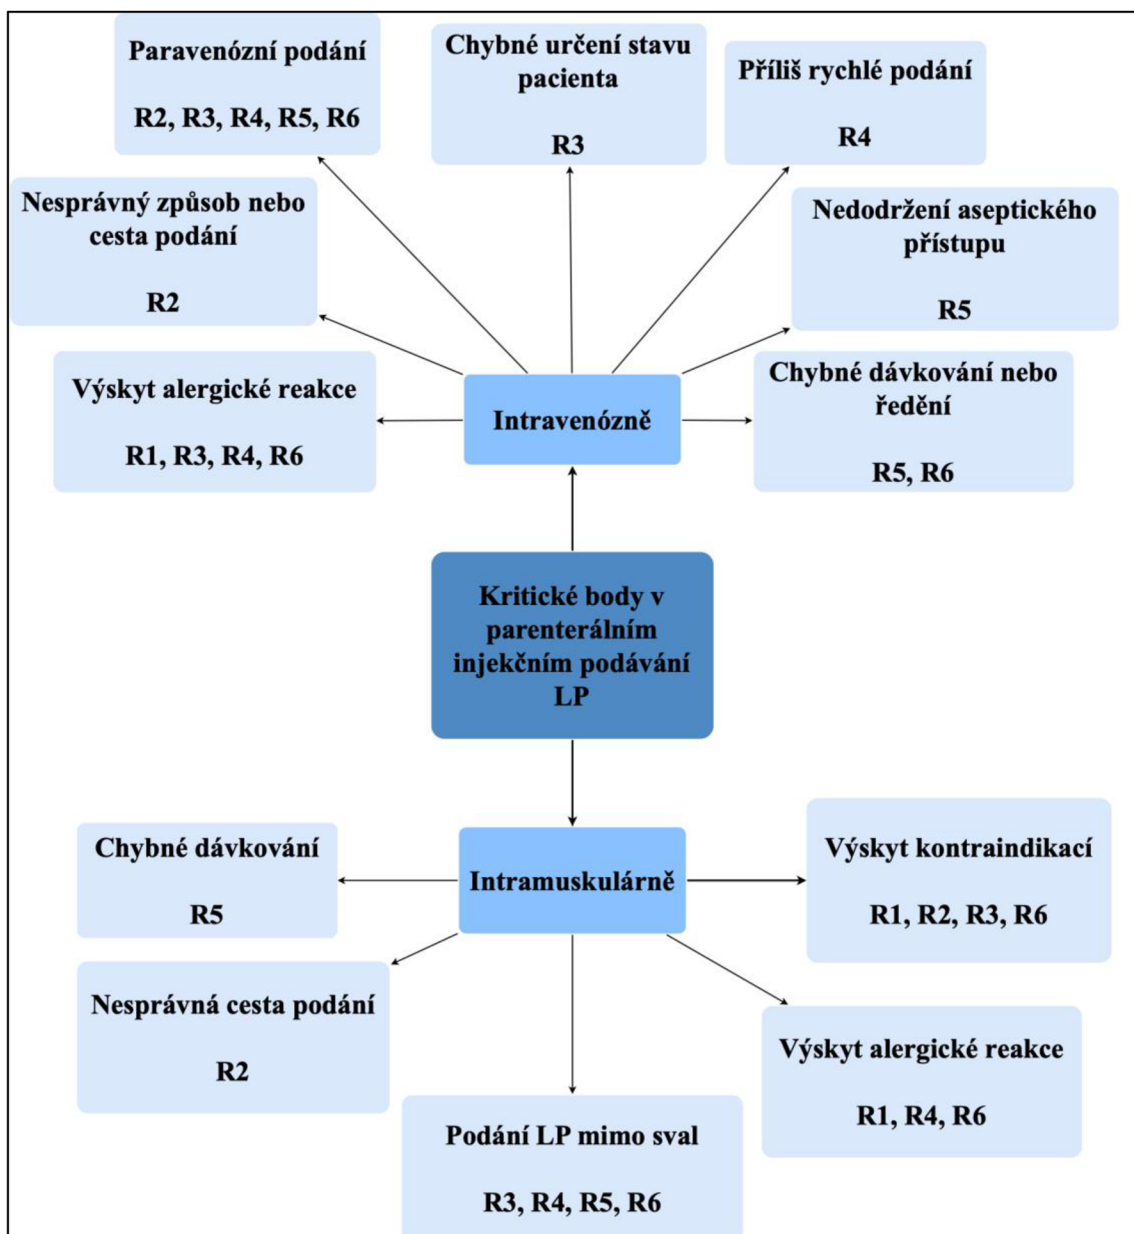 Paravenózní podání
R2, R3, R4, R5, R6
Chybné určení stavu
pacienta
R3
Příliš rychlé podání
R4
Nesprávný způsob nebo
cesta podání
R2
Nedodržení aseptického
přístupu
R5
Výskyt alergické reakce
R1, R3, R4, R6
Intravenózně
Chybné dávkování nebo
ředění
R5, R6
Kritické body v
parenterálním
injekčním podávání
LP
Chybné dávkování
R5
Intramuskulárně
Výskyt kontraindikací
R1, R2, R3, R6
Nesprávná cesta podání
R2
Výskyt alergické reakce
R1, R4, R6
Podání LP mimo sval
R3, R4, R5, R6